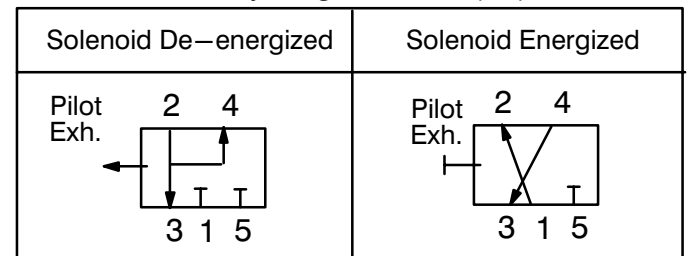 Solenoid De–energized
Solenoid Energized
Pilot
Exh.
2 4
3 1 5
Pilot
Exh.
2 4
3 1 5